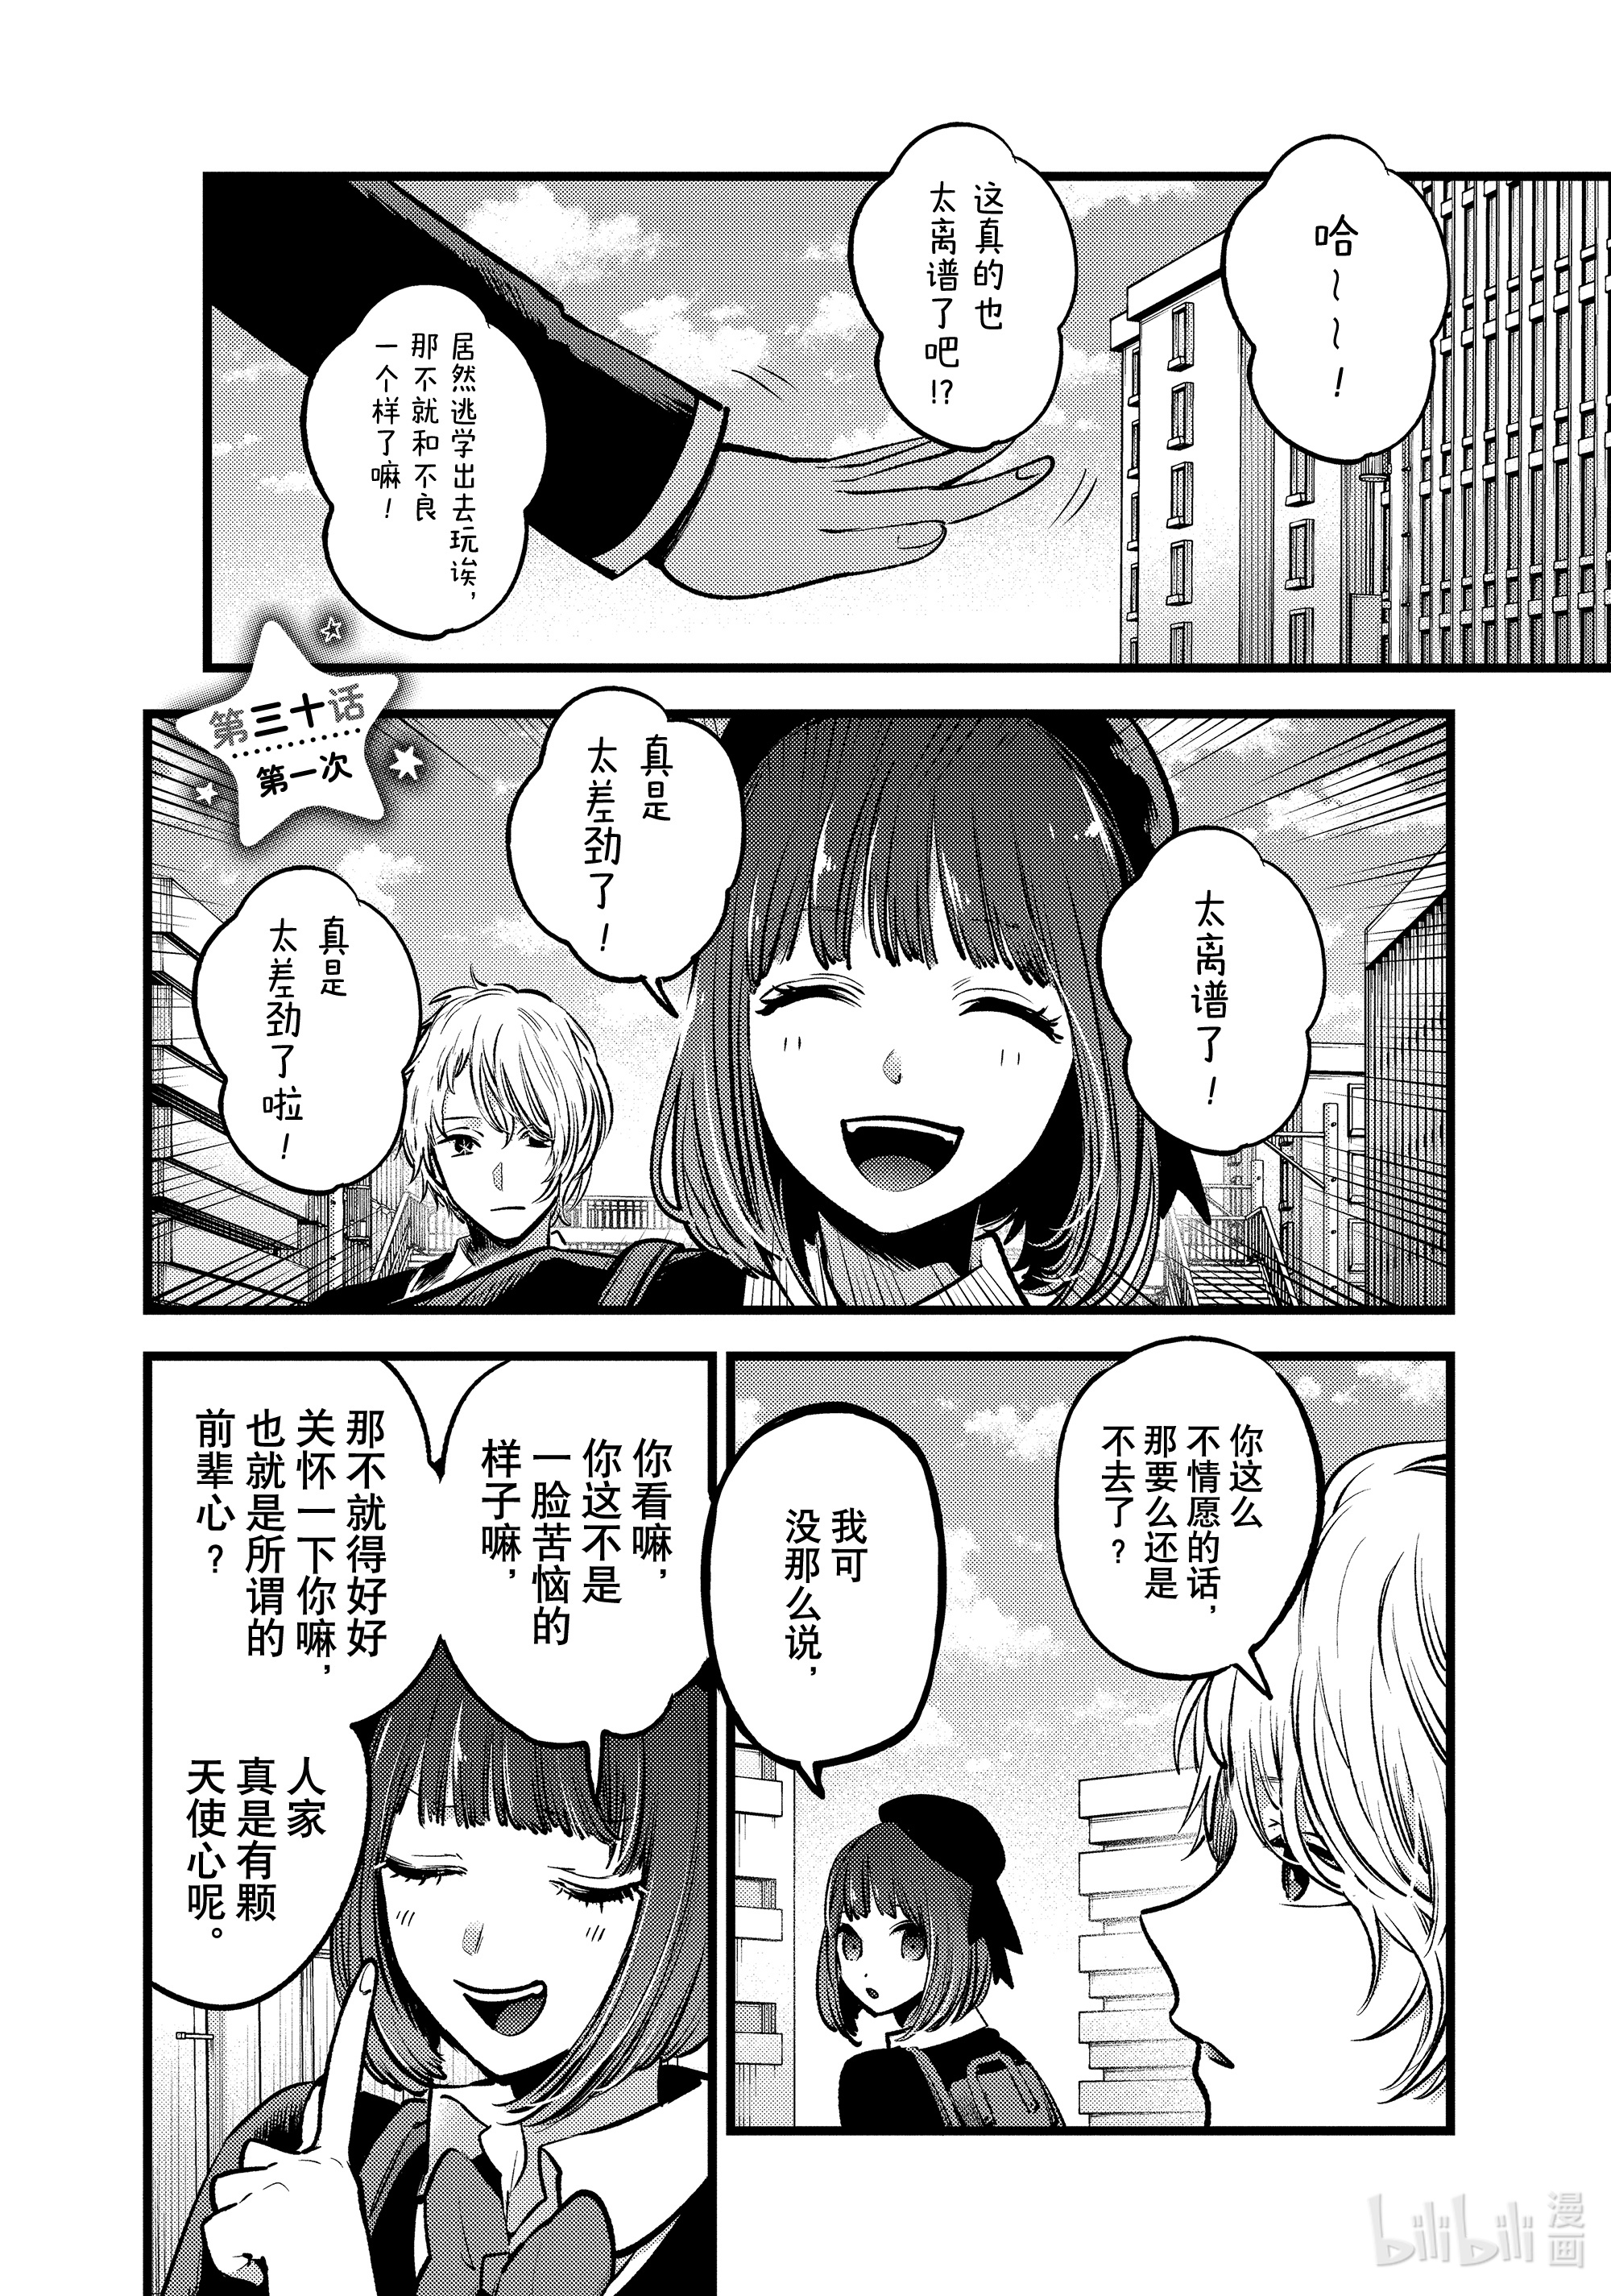 哈～～～！
这真的也
太离谱了吧!?
居然逃学出去玩诶，
那不就和不良
一个样了嘛！
第三十话
第一次
太离谱了！
真是
太差劲了！
真是
太差劲了啦！
你这么
不情愿的话，
那要么还是
不去了？
我可
没那么说，
你看嘛，
你这不是
一脸苦恼的
样子嘛，
那不就得好好
关怀一下你嘛，
也就是所谓的
前辈心？
人家
真是有颗
天使心呢。
bilibili
漫画